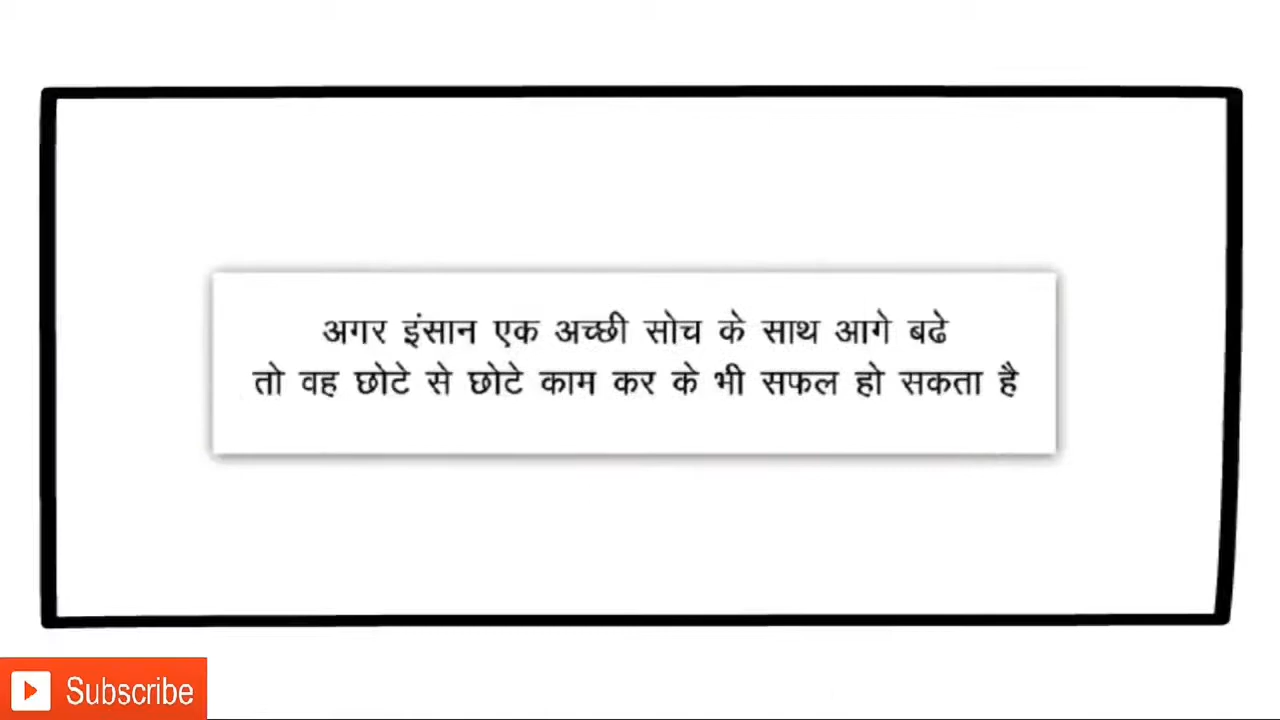 अगर इंसान एक अच्छी सोच के साथ आगे बढे
तो वह छोटे से छोटे काम कर के भी सफल हो सकता है
Subscribe